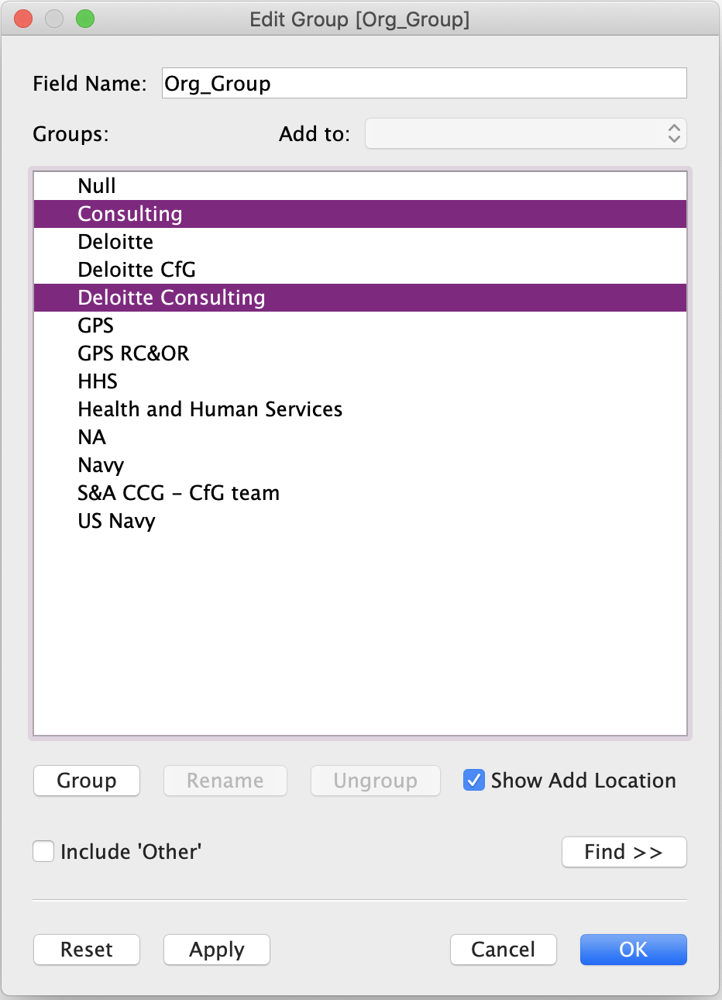 Edit Group [Org_Group]
Field Name: Org_Group
Groups: Add to:
Null
Consulting
Deloitte
Deloitte CfG
Deloitte Consulting
GPS
GPS RC&OR
HHS
Health and Human Services
NA
Navy
S&A CCG – CfG team
US Navy
Group Rename Ungroup Show Add Location
Include 'Other' Find >>
Reset Apply Cancel OK